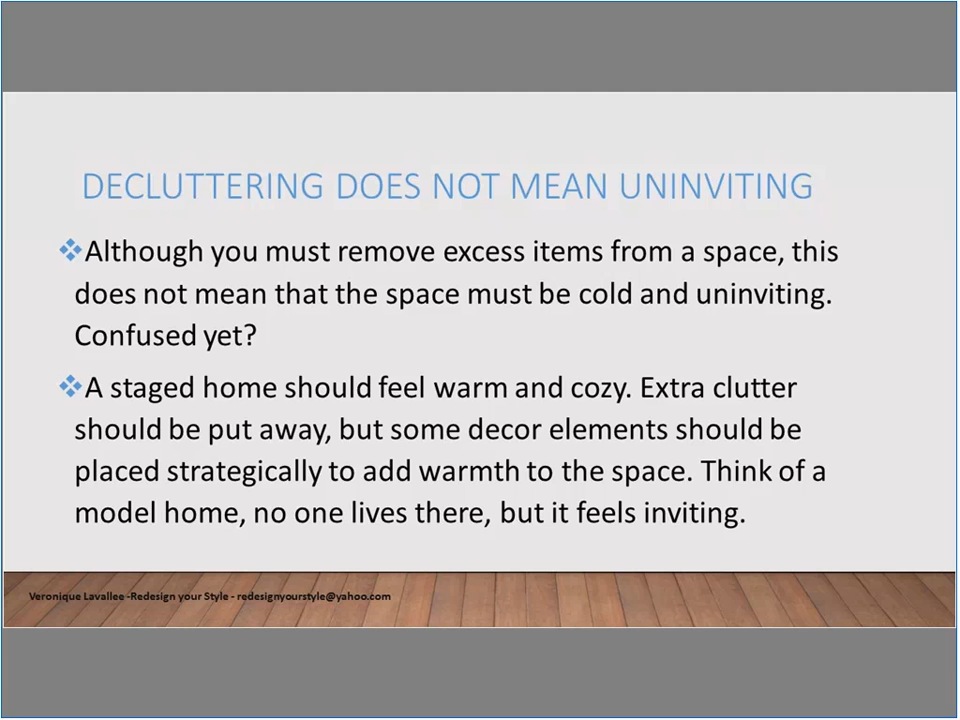 DECLUTTERING DOES NOT MEAN UNINVITING
Although you must remove excess items from a space, this
does not mean that the space must be cold and uninviting.
Confused yet?
A staged home should feel warm and cozy. Extra clutter
should be put away, but some decor elements should be
placed strategically to add warmth to the space. Think of a
model home, no one lives there, but it feels inviting.
Veronique Lavallee -Redesign your Style - redesignyourstyle@yahoo.com